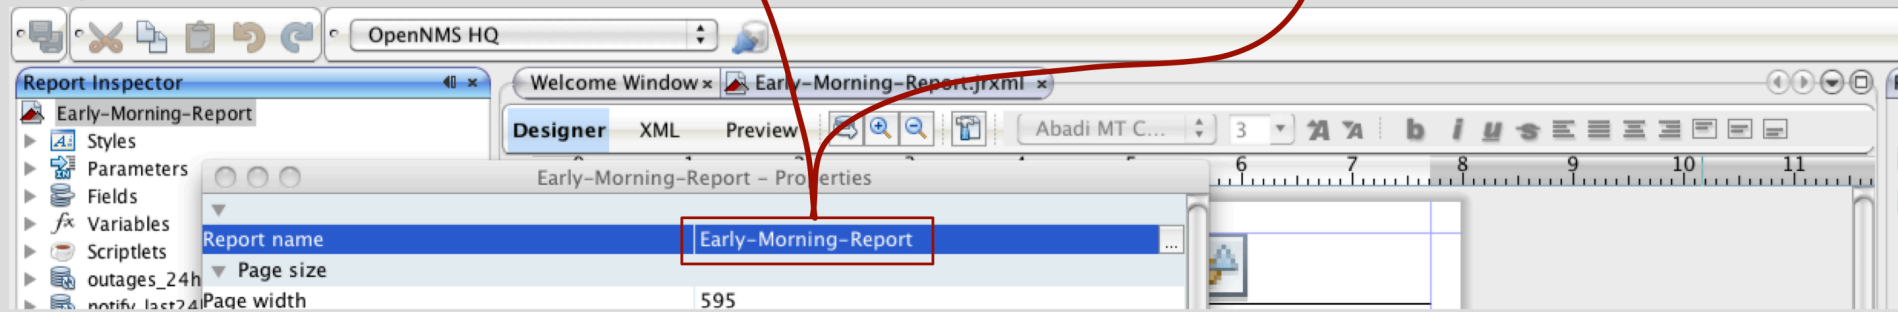 OpenNMS HQ
Report Inspector
Welcome Window
Early-Morning-Report.jrxml
Early-Morning-Report
Designer XML Preview
Abadi MT C... 3
b i u s
Styles
Parameters
Fields
Variables
Scriptlets
outages_24h
notify_last24
6 7 8 9 10 11
Early-Morning-Report – Properties
Report name Early-Morning-Report ...
Page size
Page width 595